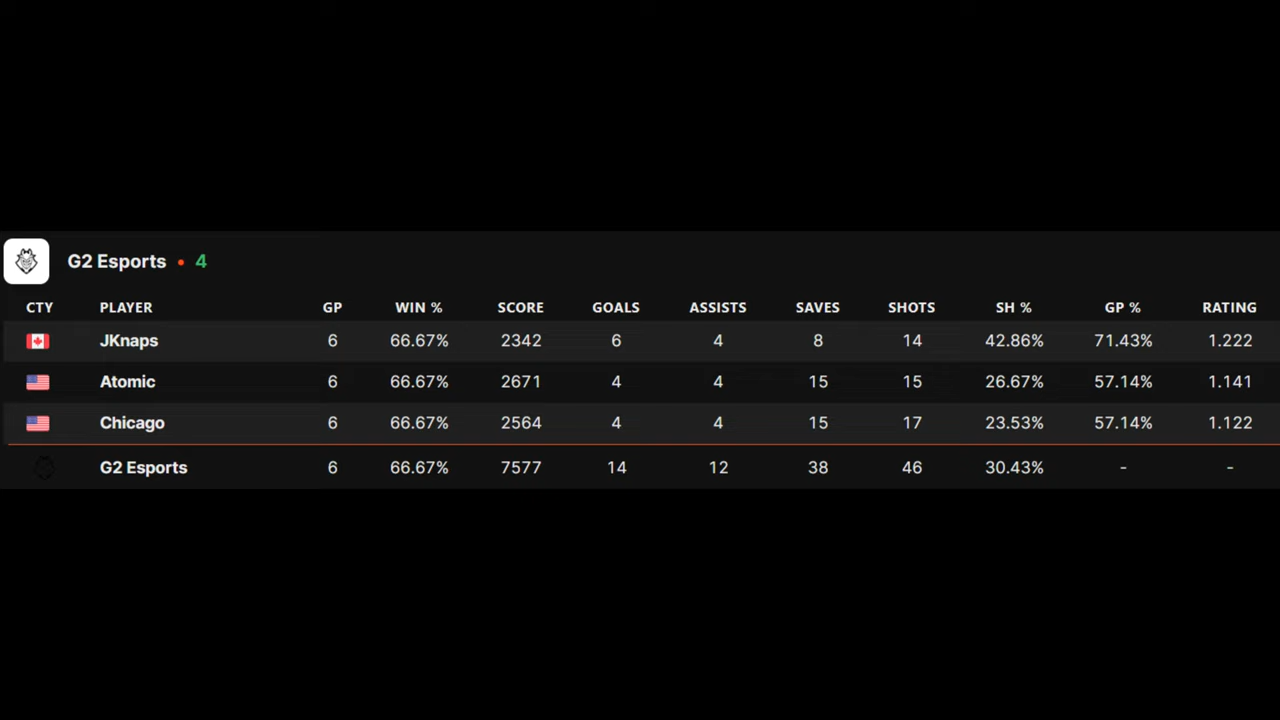 G2 Esports • 4
CTY PLAYER GP WIN % SCORE GOALS ASSISTS SAVES SHOTS SH % GP % RATING
JKnaps 6 66.67% 2342 6 4 8 14 42.86% 71.43% 1.222
Atomic 6 66.67% 2671 4 4 15 15 26.67% 57.14% 1.141
Chicago 6 66.67% 2564 4 4 15 17 23.53% 57.14% 1.122
G2 Esports 6 66.67% 7577 14 12 38 46 30.43% - -